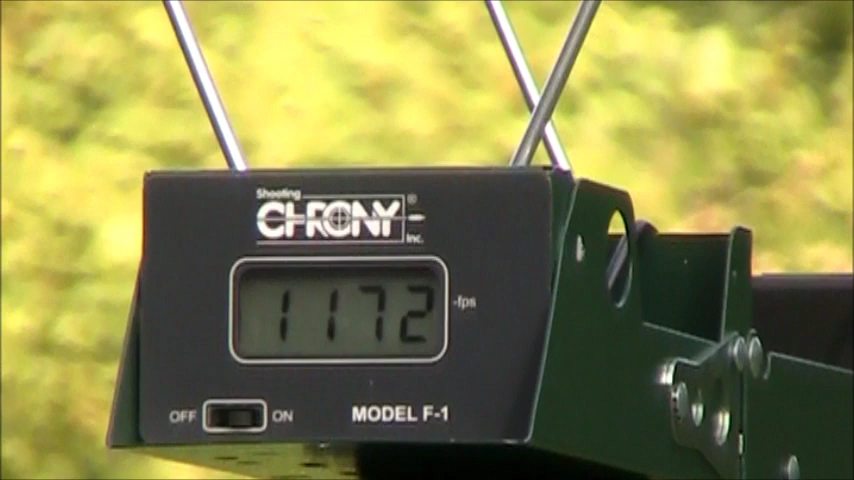 Shooting
CHRONY®
Inc.
1172 -fps
OFF ON
MODEL F-1